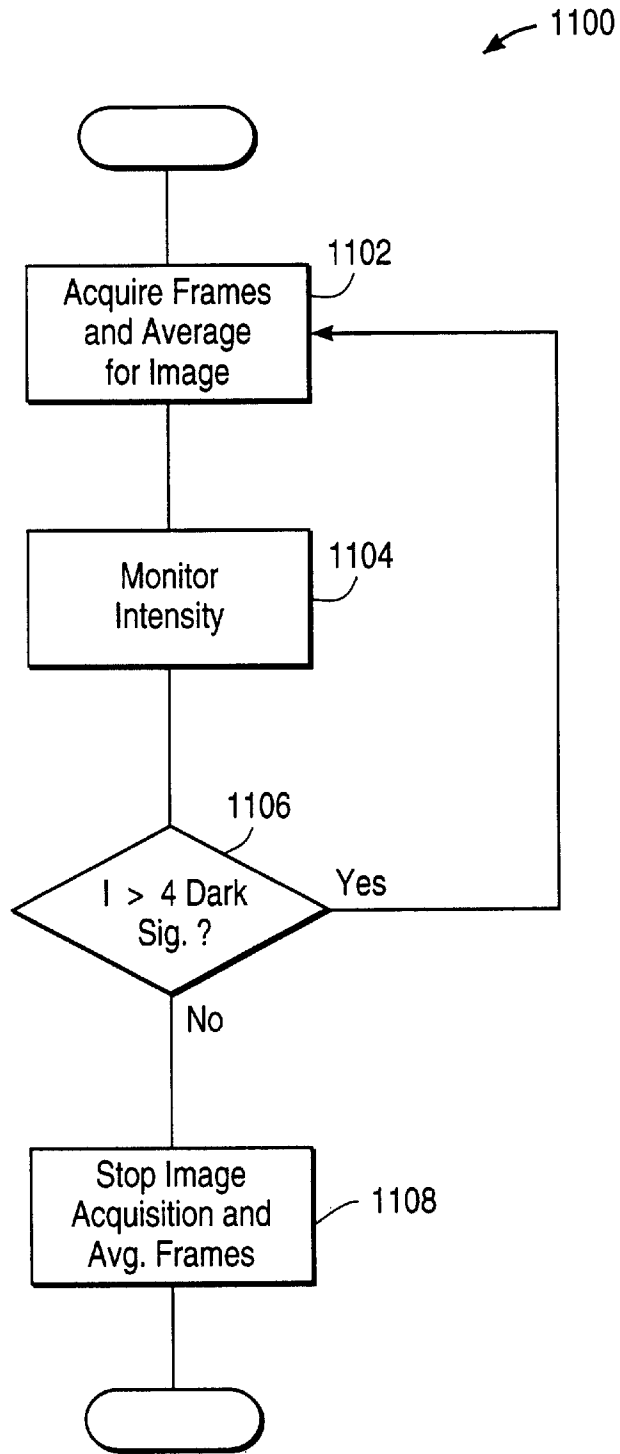 1100
1102
Acquire Frames
and Average
for Image
1104
Monitor
Intensity
1106
I > 4 Dark
Sig. ?
Yes
No
Stop Image
Acquisition and
Avg. Frames
1108